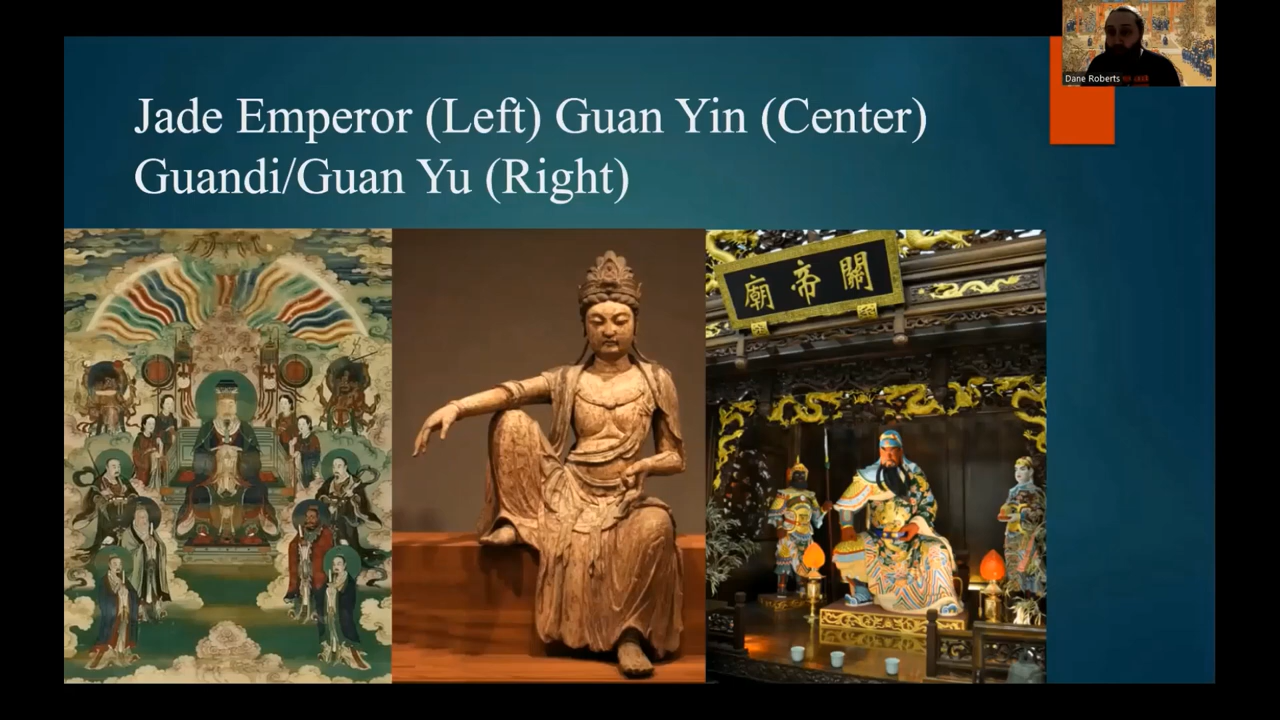 Jade Emperor (Left) Guan Yin (Center)
Guandi/Guan Yu (Right)
廟帝關
Dane Roberts